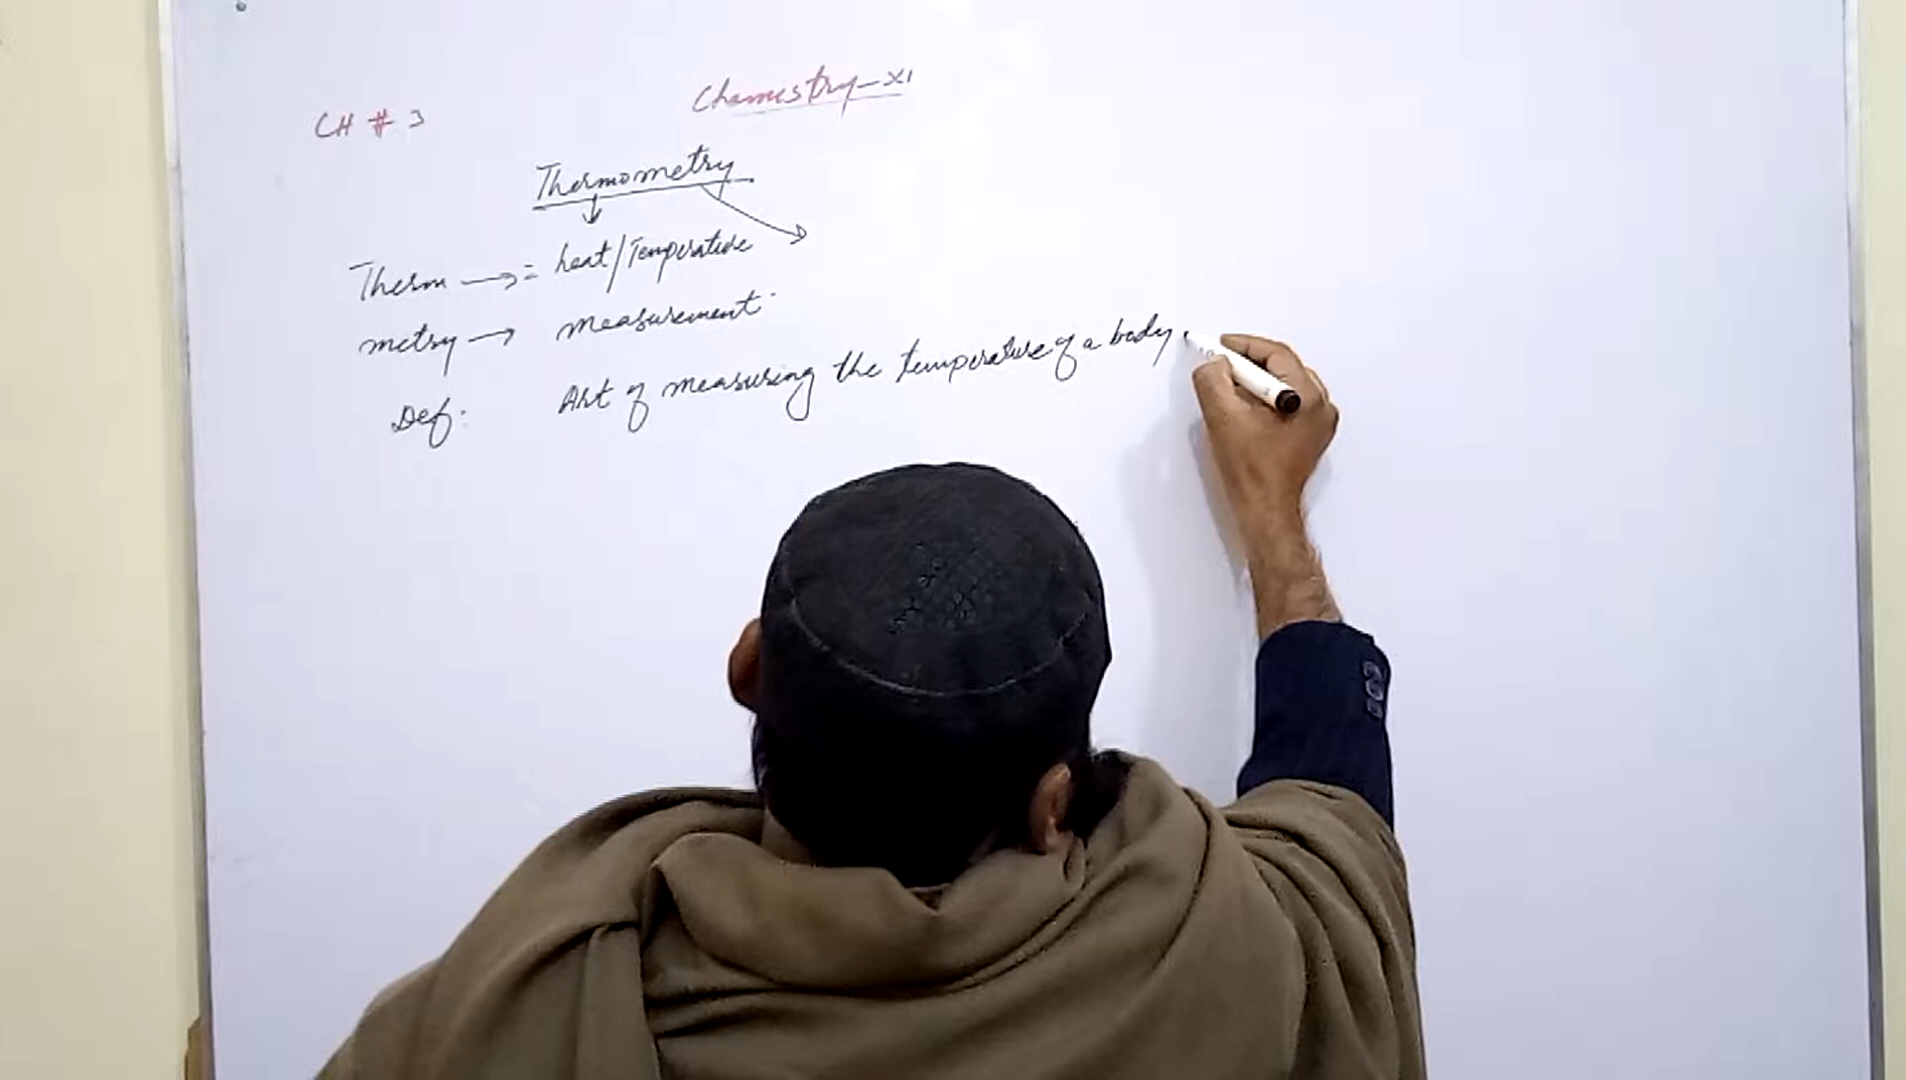 Chemistry-XI
CH # 3
Thermometry
Therm → = heat/Temperature
metry → measurement
Def: Art of measuring the temperature of a body.